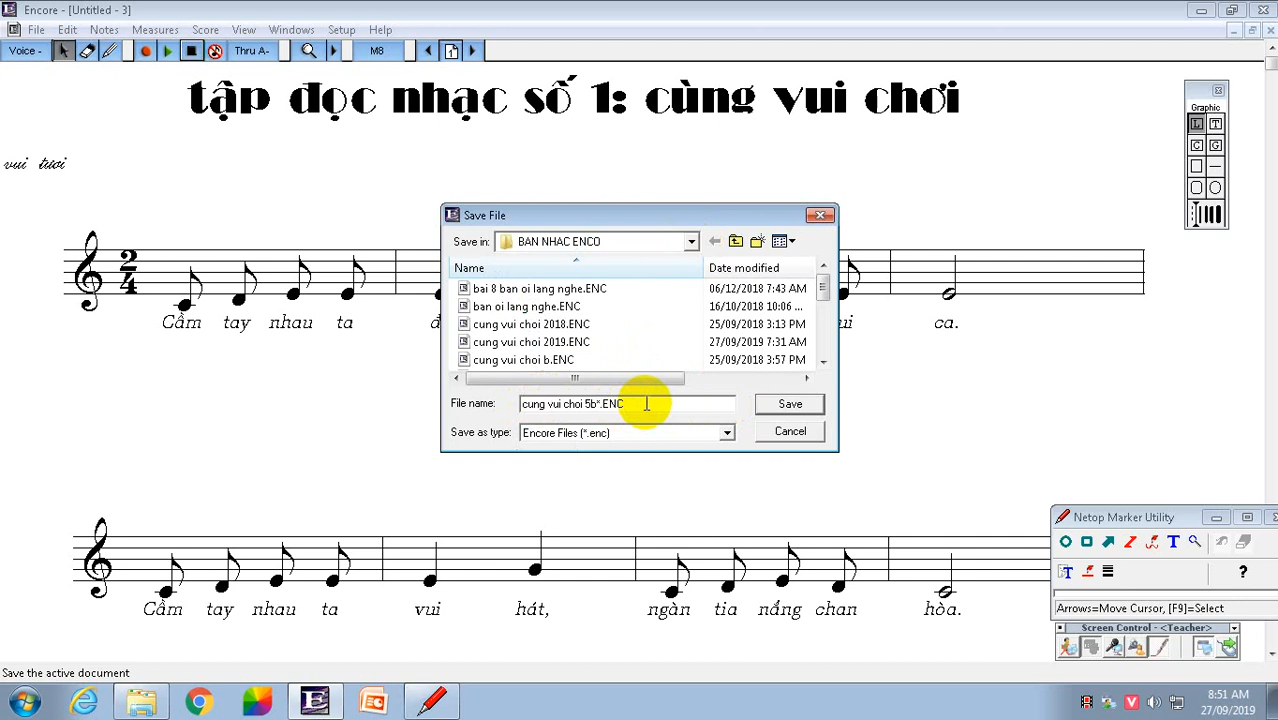 Encore - [Untitled - 3]
File Edit Notes Measures Score View Windows Setup Help
Voice - Thru A- M8 1
tập đọc nhạc số 1: cùng vui chơi
Graphic
L T
C G
vui tươi
2
4
Cầm tay nhau ta ca.
Save File
Save in: BAN NHAC ENCO
Name Date modified
bai 8 ban oi lang nghe.ENC 06/12/2018 7:43 AM
ban oi lang nghe.ENC 16/10/2018 10:06 ...
cung vui choi 2018.ENC 25/09/2018 3:13 PM
cung vui choi 2019.ENC 27/09/2019 7:31 AM
cung vui choi b.ENC 25/09/2018 3:57 PM
File name: cung vui choi 5b*.ENC Save
Save as type: Encore Files (*.enc) Cancel
Netop Marker Utility
T
T ?
Arrows=Move Cursor, [F9]=Select
Screen Control - <Teacher>
Cầm tay nhau ta vui hát, ngàn tia nắng chan hòa.
Save the active document
V
8:51 AM
27/09/2019